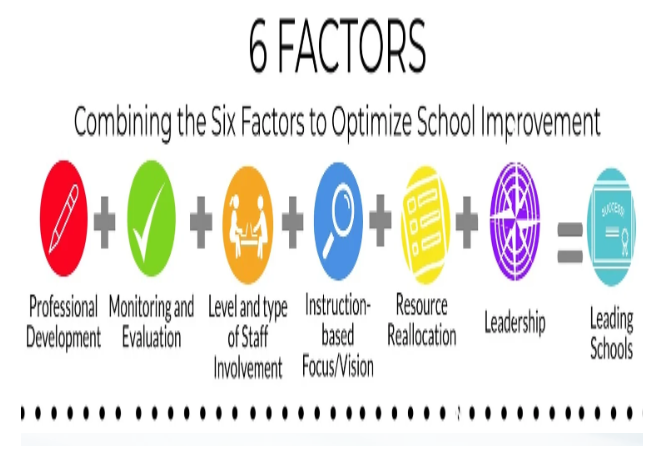 6 FACTORS
Combining the Six Factors to Optimize School Improvement
SUCCESS!
Professional
Development
Monitoring and
Evaluation
Level and type
of Staff
Involvement
Instruction-
based
Focus/Vision
Resource
Reallocation
Leadership
Leading
Schools